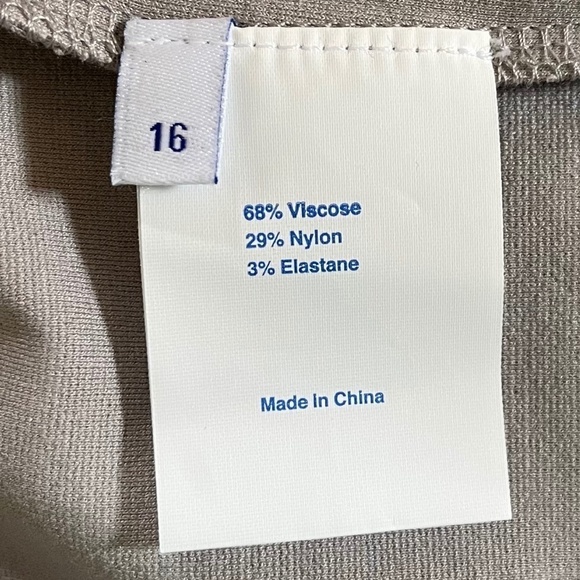 16
68% Viscose
29% Nylon
3% Elastane
Made in China